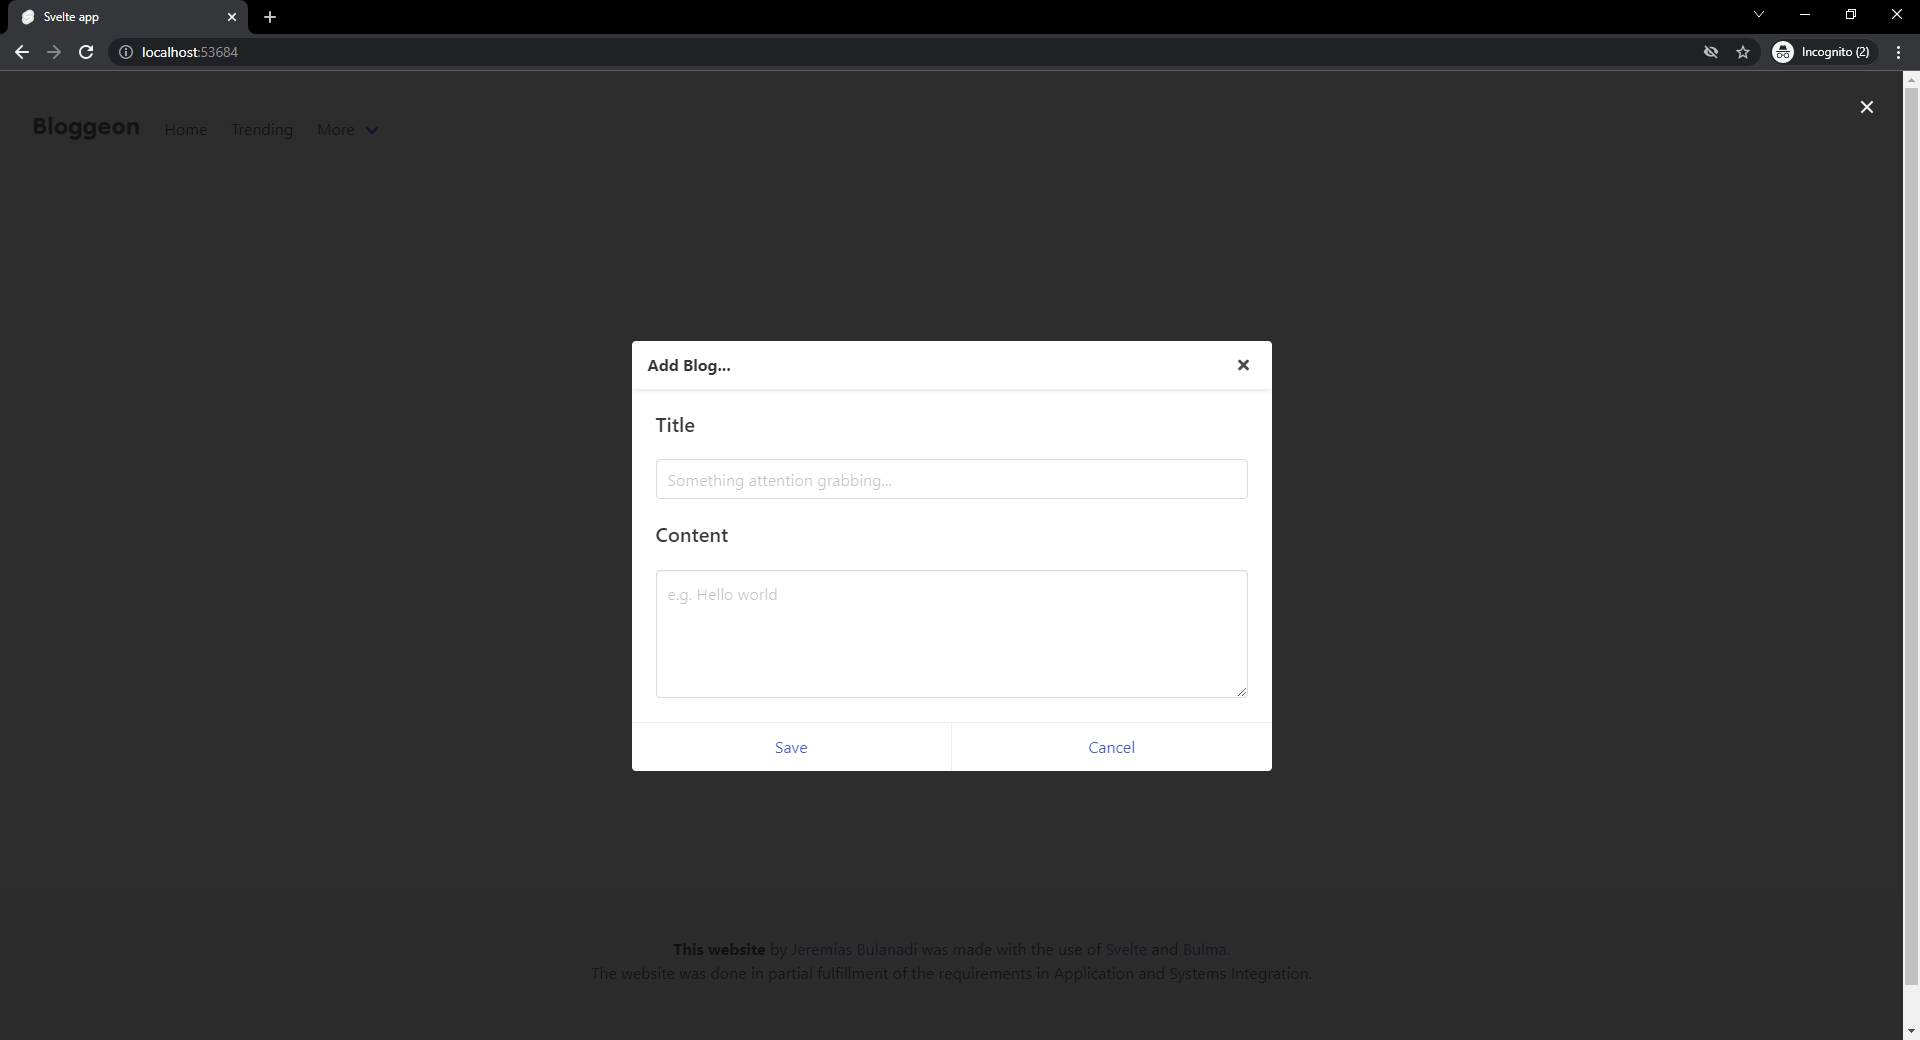 Svelte app
localhost:53684
Incognito (2)
Bloggeon Home Trending More
Add Blog...
Title
Something attention grabbing...
Content
e.g. Hello world
Save Cancel
This website by Jeremias Bulanadi was made with the use of Svelte and Bulma.
The website was done in partial fulfillment of the requirements in Application and Systems Integration.